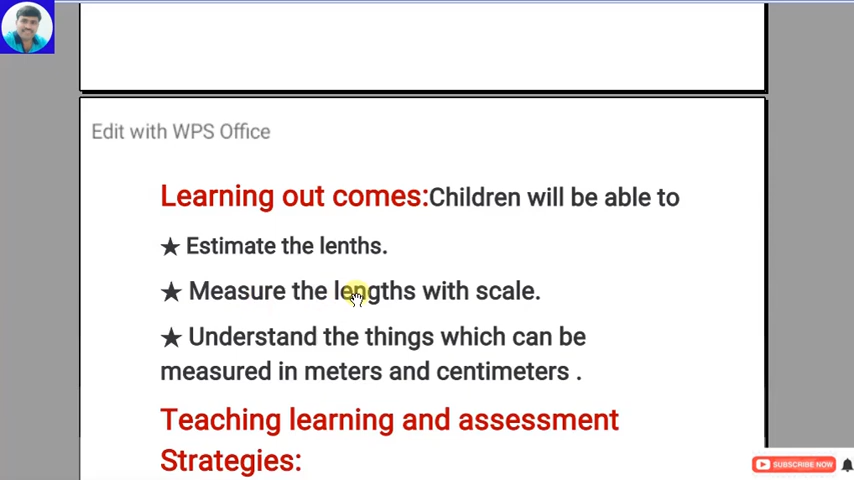 Edit with WPS Office
Learning out comes:Children will be able to
★ Estimate the lenths.
★ Measure the lengths with scale.
★ Understand the things which can be
measured in meters and centimeters .
Teaching learning and assessment
Strategies:
SUBSCRIBE NOW